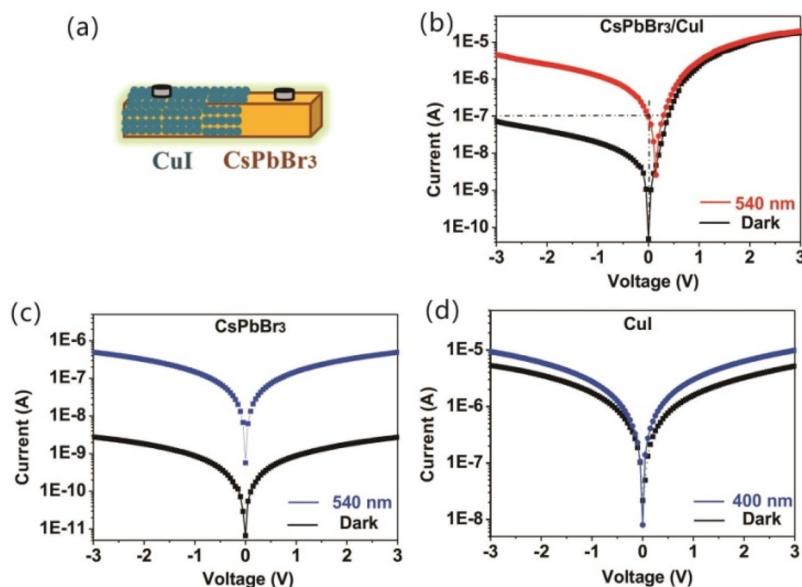 (a)
CuI CsPbBr3
(b)
CsPbBr3/CuI
1E-5
1E-6
1E-7
1E-8
1E-9
1E-10
Current (A)
540 nm
Dark
-3 -2 -1 0 1 2 3
Voltage (V)
(c)
CsPbBr3
1E-6
1E-7
1E-8
1E-9
1E-10
1E-11
Current (A)
540 nm
Dark
-3 -2 -1 0 1 2 3
Voltage (V)
(d)
CuI
1E-5
1E-6
1E-7
1E-8
Current (A)
400 nm
Dark
-3 -2 -1 0 1 2 3
Voltage (V)